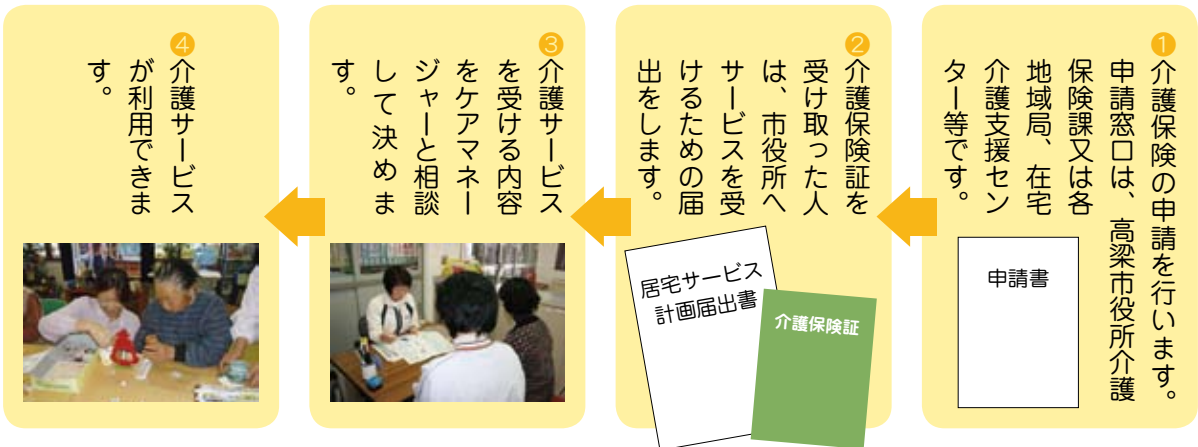 ❶介護保険の申請を行います。
申請窓口は、高梁市役所介護
保険課又は各
地域局、在宅
介護支援セン
ター等です。
申請書
❷介護保険証を
受け取った人
は、市役所へ
サービスを受
けるための届
出をします。
居宅サービス
計画届出書
介護保険証
❸介護サービス
を受ける内容
をケアマネー
ジャーと相談
して決めま
す。
❹介護サービス
が利用できま
す。